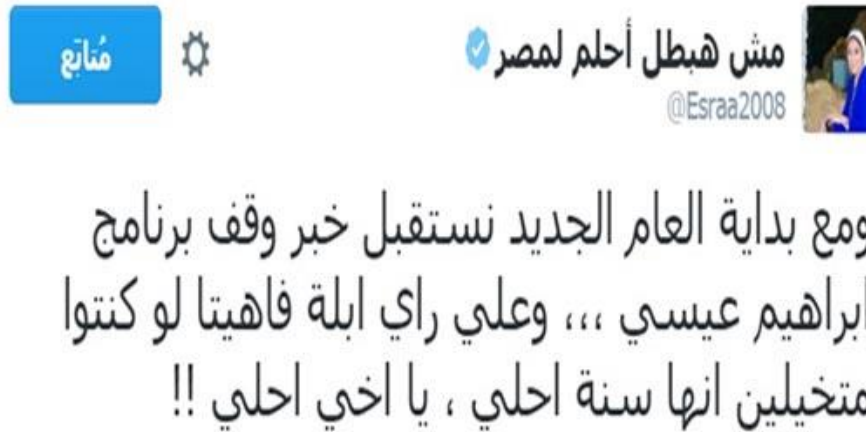 مش هبطل أحلم لمصر
@Esraa2008
مُتابَع
ومع بداية العام الجديد نستقبل خبر وقف برنامج
ابراهيم عيسي ،،، وعلي راي ابلة فاهيتا لو كنتوا
متخيلين انها سنة احلي ، يا اخي احلي !!